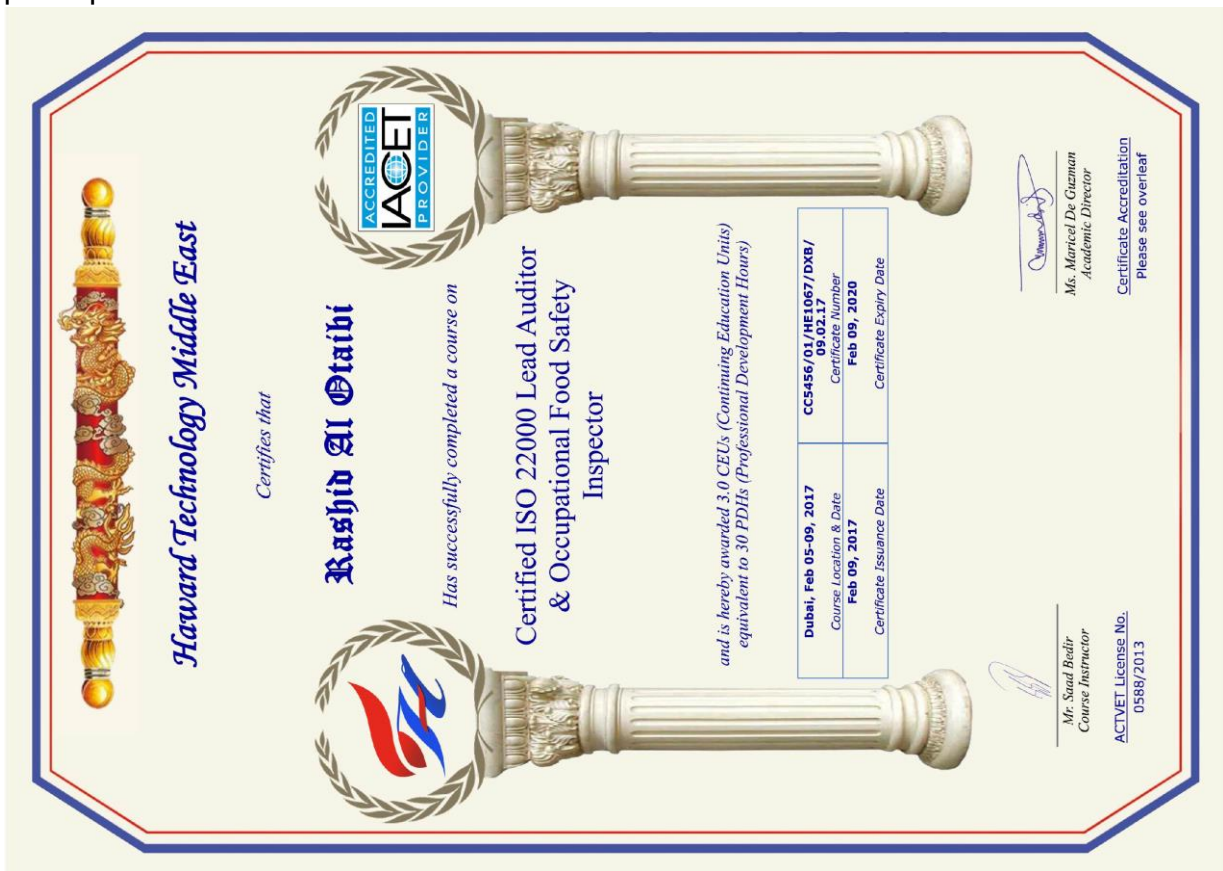 Haward Technology Middle East
Certifies that
Rashid Al Otaibi
Has successfully completed a course on
Certified ISO 22000 Lead Auditor
& Occupational Food Safety
Inspector
and is hereby awarded 3.0 CEUs (Continuing Education Units)
equivalent to 30 PDHs (Professional Development Hours)
ACCREDITED
IACET
PROVIDER
Dubai, Feb 05-09, 2017
Course Location & Date
CC5456/01/HE1067/DXB/
09.02.17
Certificate Number
Feb 09, 2017
Certificate Issuance Date
Feb 09, 2020
Certificate Expiry Date
Mr. Saad Bedir
Course Instructor
Ms. Maricel De Guzman
Academic Director
ACTVET License No.
0588/2013
Certificate Accreditation
Please see overleaf